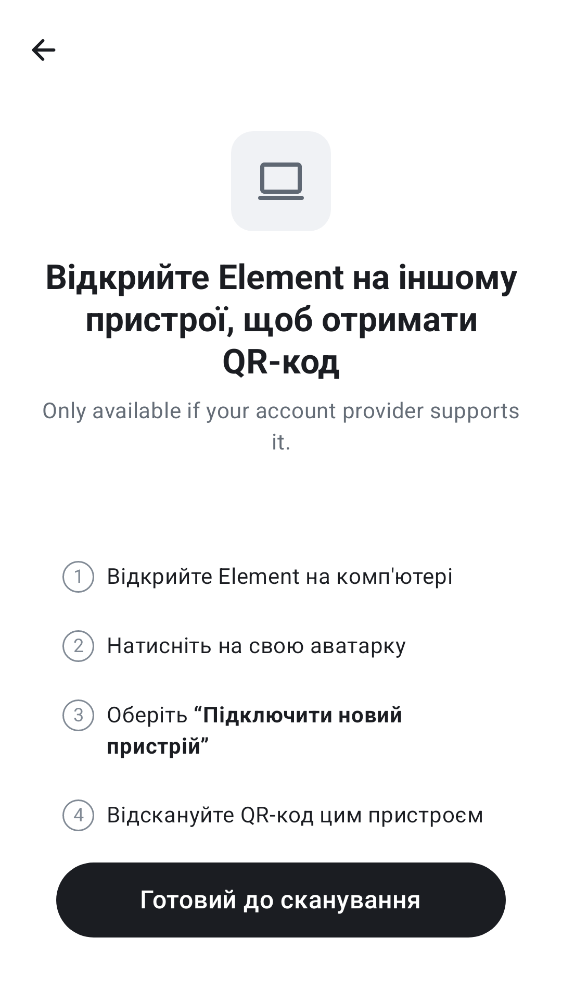 Відкрийте Element на іншому
пристрої, щоб отримати
QR-код
Only available if your account provider supports
it.
1 Відкрийте Element на комп'ютері
2 Натисніть на свою аватарку
3 Оберіть “Підключити новий
пристрій”
4 Відскануйте QR-код цим пристроєм
Готовий до сканування